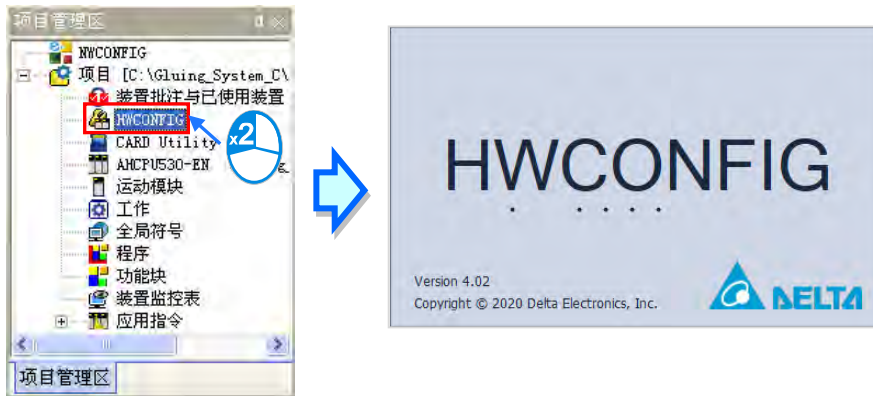 项目管理区
NWCONFIG
项目 [C:\Gluing_System_C\
装置批注与已使用装置
HWCONFIG
CARD Utility
AHCPU530-EN
运动模块
工作
全局符号
程序
功能块
装置监控表
应用指令
项目管理区
x2
HWCONFIG
Version 4.02
Copyright © 2020 Delta Electronics, Inc.
DELTA